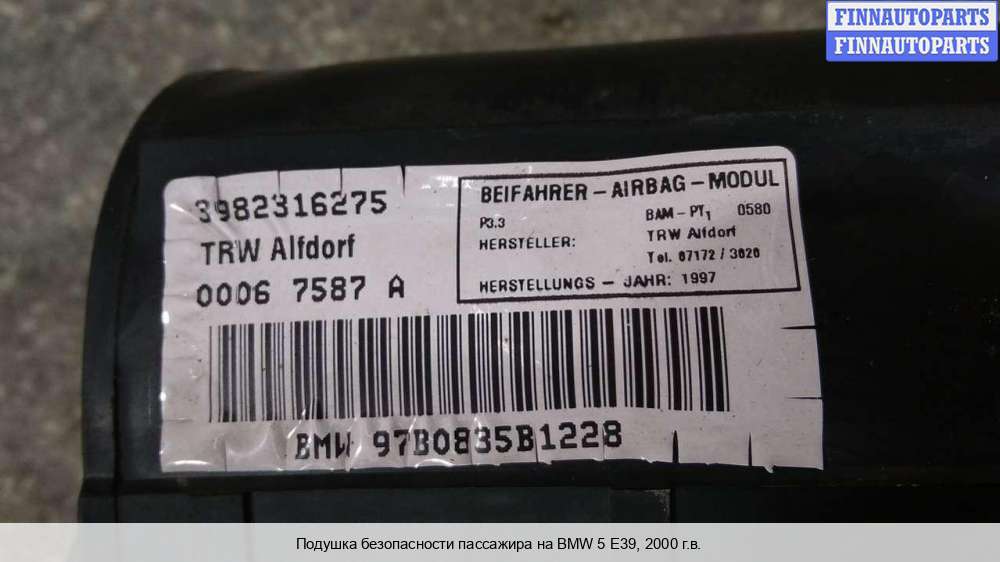 FINNAUTOPARTS
FINNAUTOPARTS
3982316275
TRW Alfdorf
0006 7587 A
BEIFAHRER – AIRBAG – MODUL
P3.3 BAM – PT1 0580
HERSTELLER: TRW Alfdorf
Tel. 07172 / 3020
HERSTELLUNGS – JAHR: 1997
BMW 97B0835B1228
Подушка безопасности пассажира на BMW 5 E39, 2000 г.в.